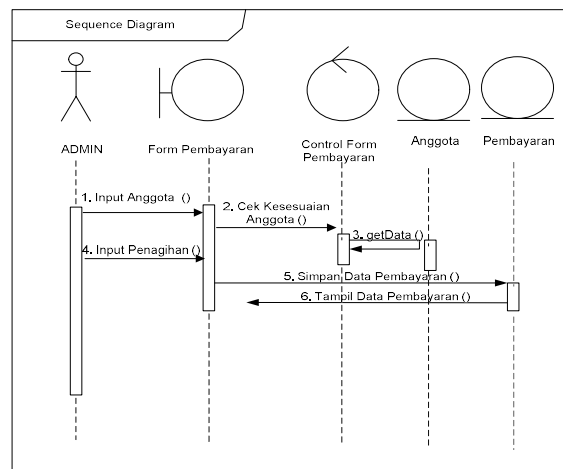 Sequence Diagram
ADMIN
Form Pembayaran
Control Form
Pembayaran
Anggota
Pembayaran
1. Input Anggota ()
2. Cek Kesesuaian
Anggota ()
3. getData ()
4. Input Penagihan ()
5. Simpan Data Pembayaran ()
6. Tampil Data Pembayaran ()